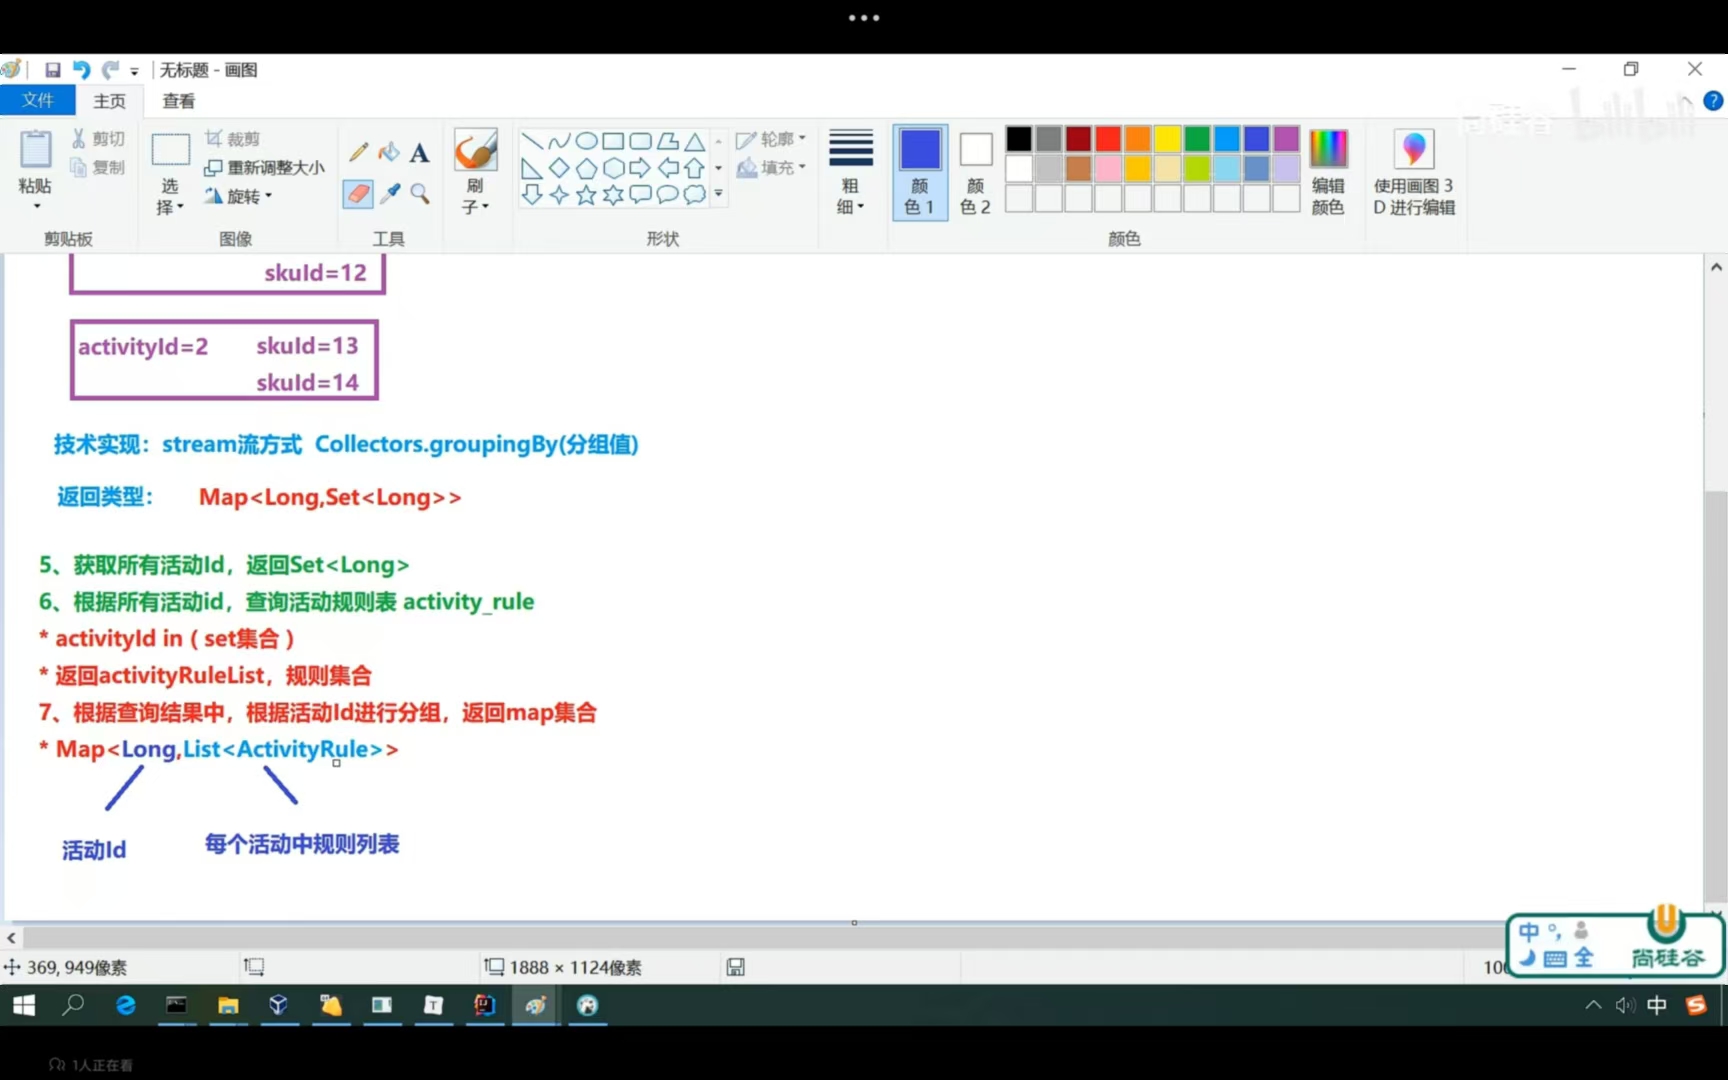 无标题 - 画图
文件 主页 查看
粘贴 剪切 复制
选择 裁剪 重新调整大小 旋转
刷子
轮廓 填充
粗细
颜色 1 颜色 2
编辑颜色
使用画图 3D 进行编辑
剪贴板 图像 工具 形状 颜色
skuId=12
activityId=2 skuId=13
skuId=14
技术实现：stream流方式 Collectors.groupingBy(分组值)
返回类型： Map<Long,Set<Long>>
5、获取所有活动Id，返回Set<Long>
6、根据所有活动id，查询活动规则表 activity_rule
* activityId in ( set集合 )
* 返回activityRuleList，规则集合
7、根据查询结果中，根据活动Id进行分组，返回map集合
* Map<Long,List<ActivityRule>>
活动Id 每个活动中规则列表
中 全 尚硅谷
369, 949像素 1888 × 1124像素 100
中
1人正在看